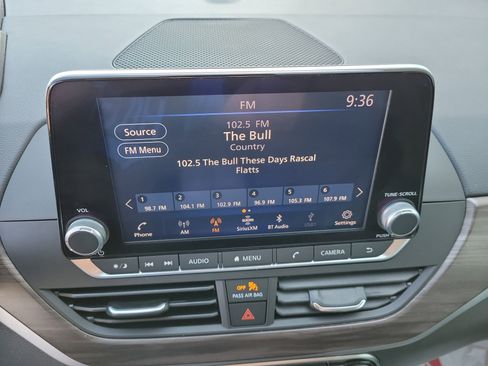 FM 9:36
Source
102.5 FM
The Bull
Country
FM Menu
102.5 The Bull These Days Rascal
Flatts
1 2 3 4 5 6
98.7 FM 104.1 FM 102.9 FM 96.9 FM 105.3 FM 107.9 FM
VOL TUNE·SCROLL
Phone AM FM SiriusXM BT Audio USB1 Settings
PUSH
AUDIO MENU CAMERA
OFF
PASS AIR BAG